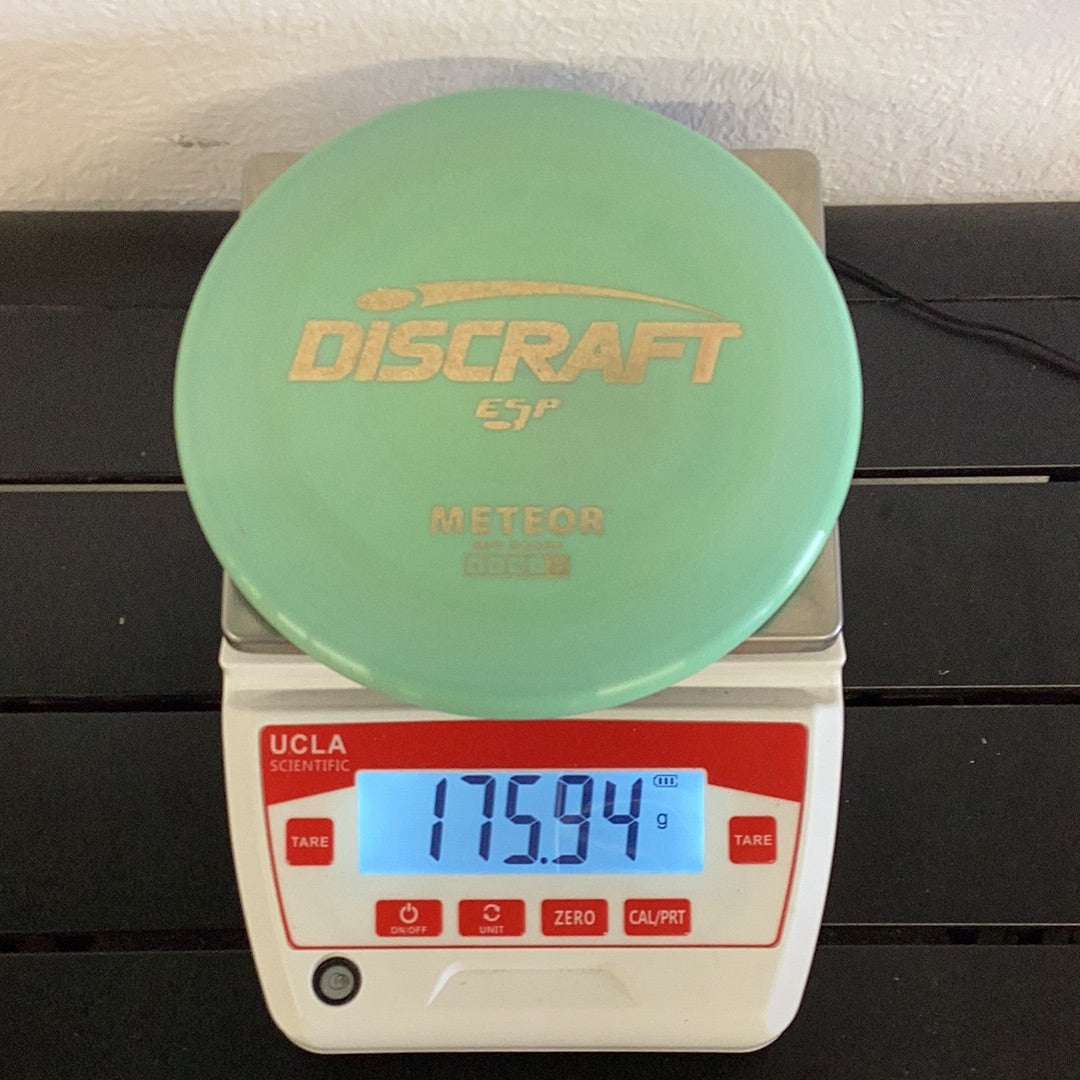 DISCRAFT
ESP
METEOR
UCLA
SCIENTIFIC
175.94 g
TARE
TARE
ON/OFF
UNIT
ZERO
CAL/PRT